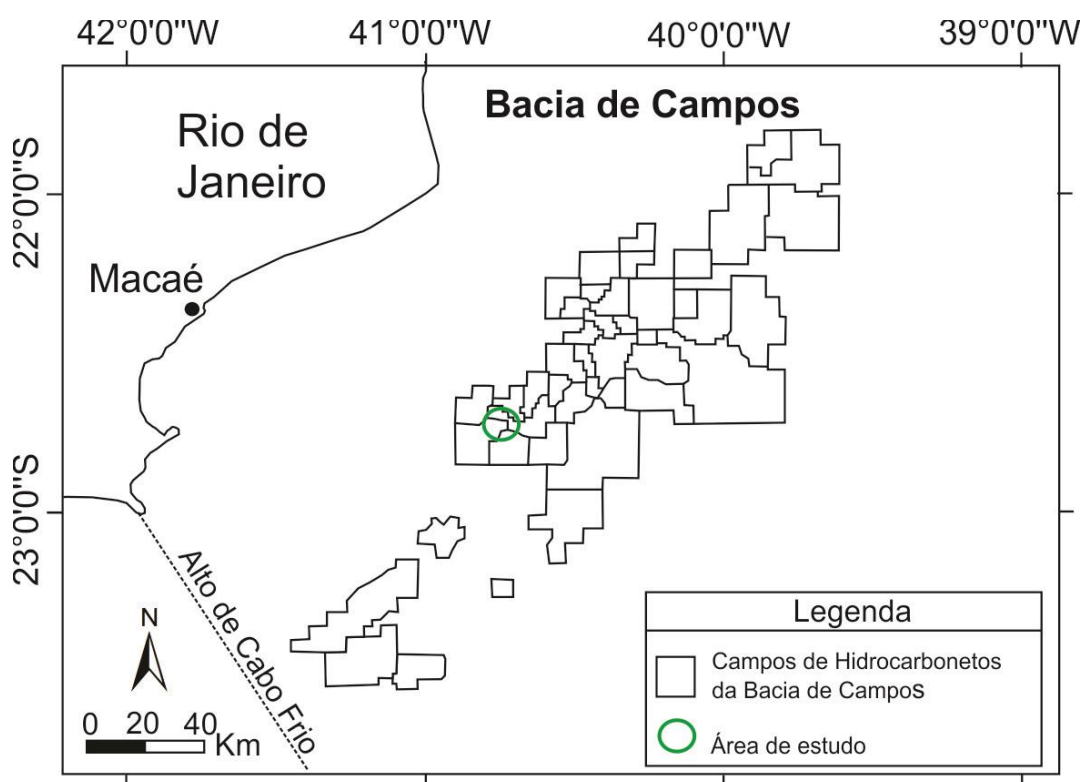 42°0'0"W
41°0'0"W
40°0'0"W
39°0'0"W
Bacia de Campos
Rio de
Janeiro
22°0'0"S
Macaé
23°0'0"S
Alto de Cabo Frio
N
0 20 40
Km
Legenda
Campos de Hidrocarbonetos
da Bacia de Campos
Área de estudo